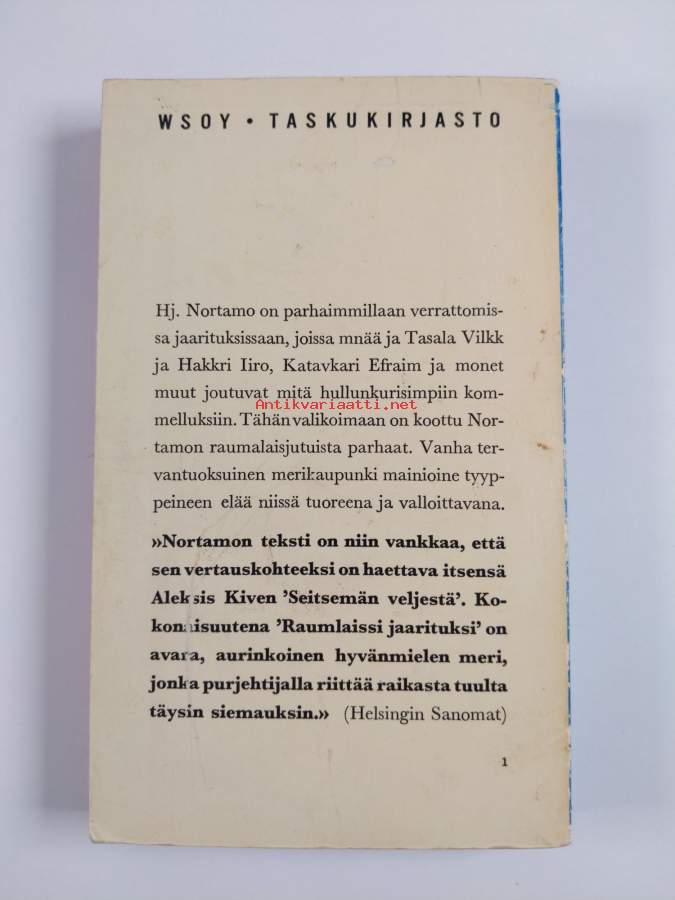 WSOY • TASKUKIRJASTO
Hj. Nortamo on parhaimmillaan verrattomis-
sa jaarituksissaan, joissa mnää ja Tasala Vilkk
ja Hakkri Iiro, Katavkari Efraim ja monet
muut joutuvat mitä hullunkurisimpiin kom-
Antikvariaatti.net
melluksiin. Tähän valikoimaan on koottu Nor-
tamon raumalaisjutuista parhaat. Vanha ter-
vantuoksuinen merikaupunki mainioine tyyp-
peineen elää niissä tuoreena ja valloittavana.
»Nortamon teksti on niin vankkaa, että
sen vertauskohteeksi on haettava itsensä
Aleksis Kiven 'Seitsemän veljestä'. Ko-
konaisuutena 'Raumlaissi jaarituksi' on
avara, aurinkoinen hyvänmielen meri,
jonka purjehtijalla riittää raikasta tuulta
täysin siemauksin.» (Helsingin Sanomat)
1